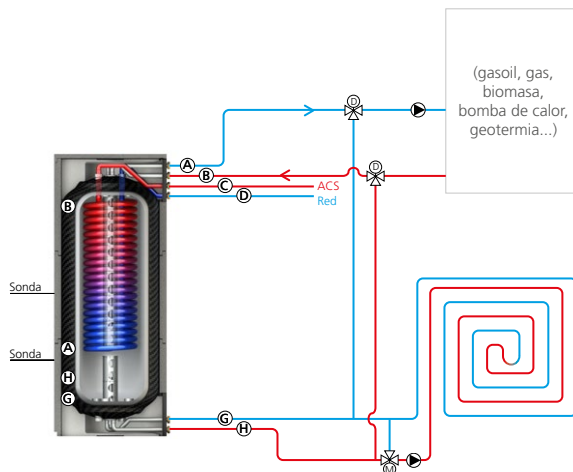 (gasoil, gas,
biomasa,
bomba de calor,
geotermia...)
D
A
D
B
C
ACS
D
Red
B
Sonda
A
Sonda
H
G
G
H
M